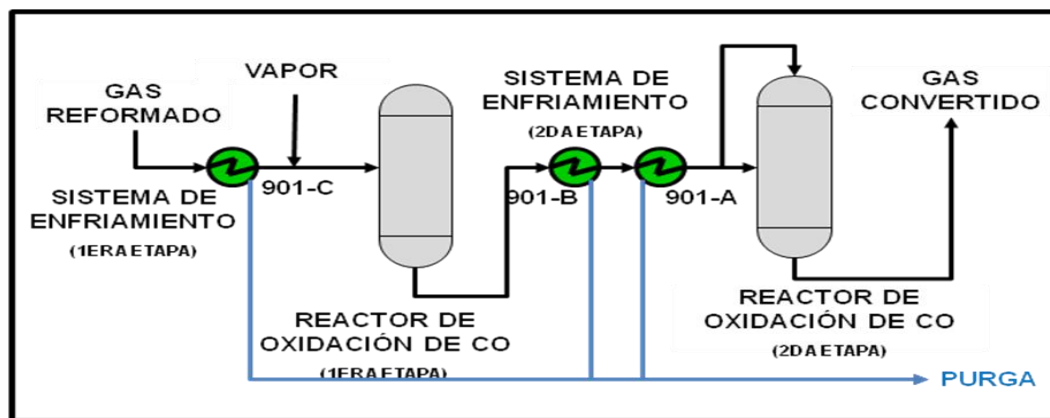 GAS
REFORMADO
VAPOR
SISTEMA DE
ENFRIAMIENTO
(1ERA ETAPA)
901-C
REACTOR DE
OXIDACIÓN DE CO
(1ERA ETAPA)
SISTEMA DE
ENFRIAMIENTO
(2DA ETAPA)
901-B
901-A
REACTOR DE
OXIDACIÓN DE CO
(2DA ETAPA)
GAS
CONVERTIDO
PURGA